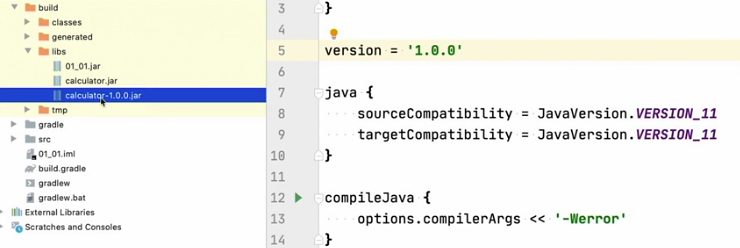 build
classes
generated
libs
01_01.jar
calculator.jar
calculator-1.0.0.jar
tmp
gradle
src
01_01.iml
build.gradle
gradlew
gradlew.bat
External Libraries
Scratches and Consoles
3 }
4
5 version = '1.0.0'
6
7 java {
8 sourceCompatibility = JavaVersion.VERSION_11
9 targetCompatibility = JavaVersion.VERSION_11
10 }
11
12 compileJava {
13 options.compilerArgs << '-Werror'
14 }